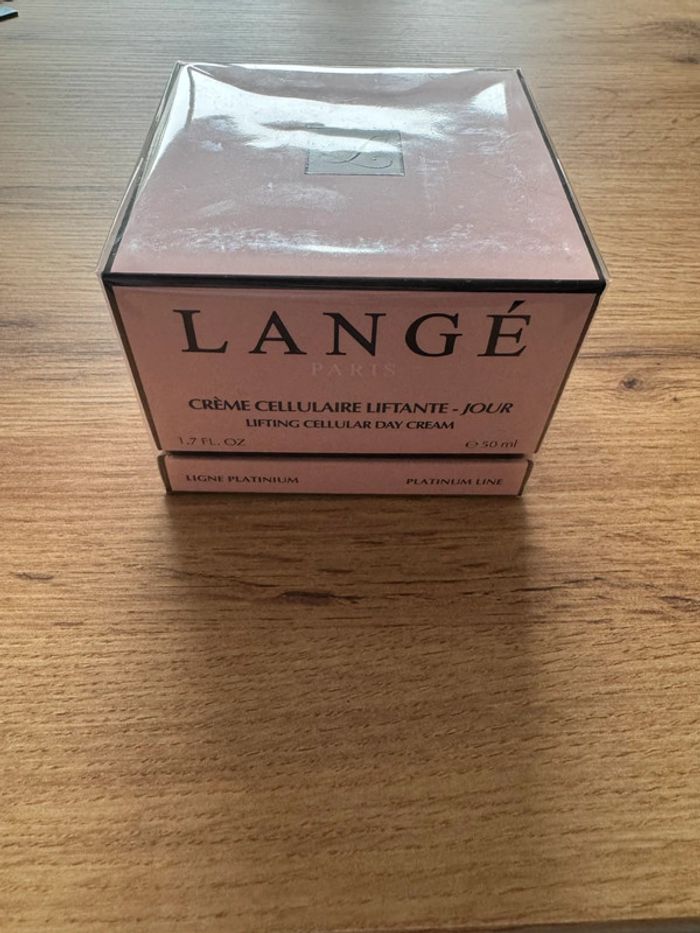 L
LANGÉ
PARIS
CRÈME CELLULAIRE LIFTANTE - JOUR
LIFTING CELLULAR DAY CREAM
1.7 FL. OZ ℮ 50 ml
LIGNE PLATINIUM PLATINUM LINE